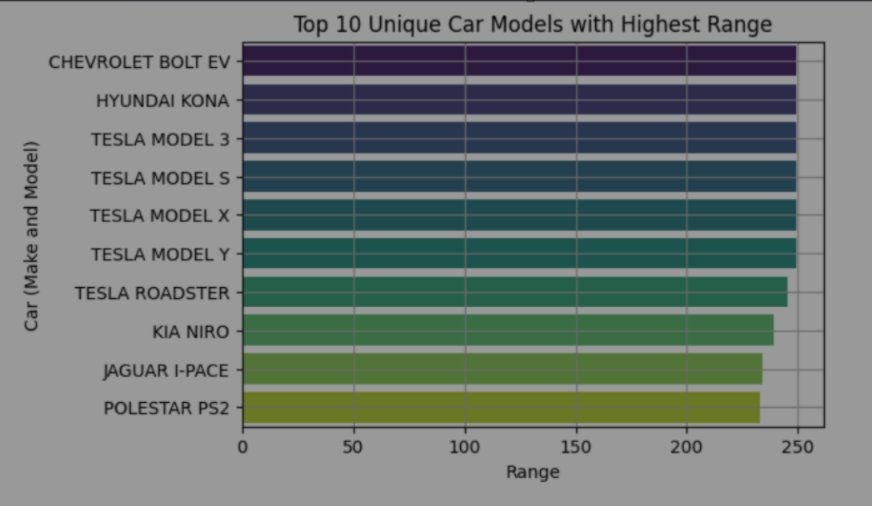 Top 10 Unique Car Models with Highest Range
Car (Make and Model)
CHEVROLET BOLT EV
HYUNDAI KONA
TESLA MODEL 3
TESLA MODEL S
TESLA MODEL X
TESLA MODEL Y
TESLA ROADSTER
KIA NIRO
JAGUAR I-PACE
POLESTAR PS2
0 50 100 150 200 250
Range